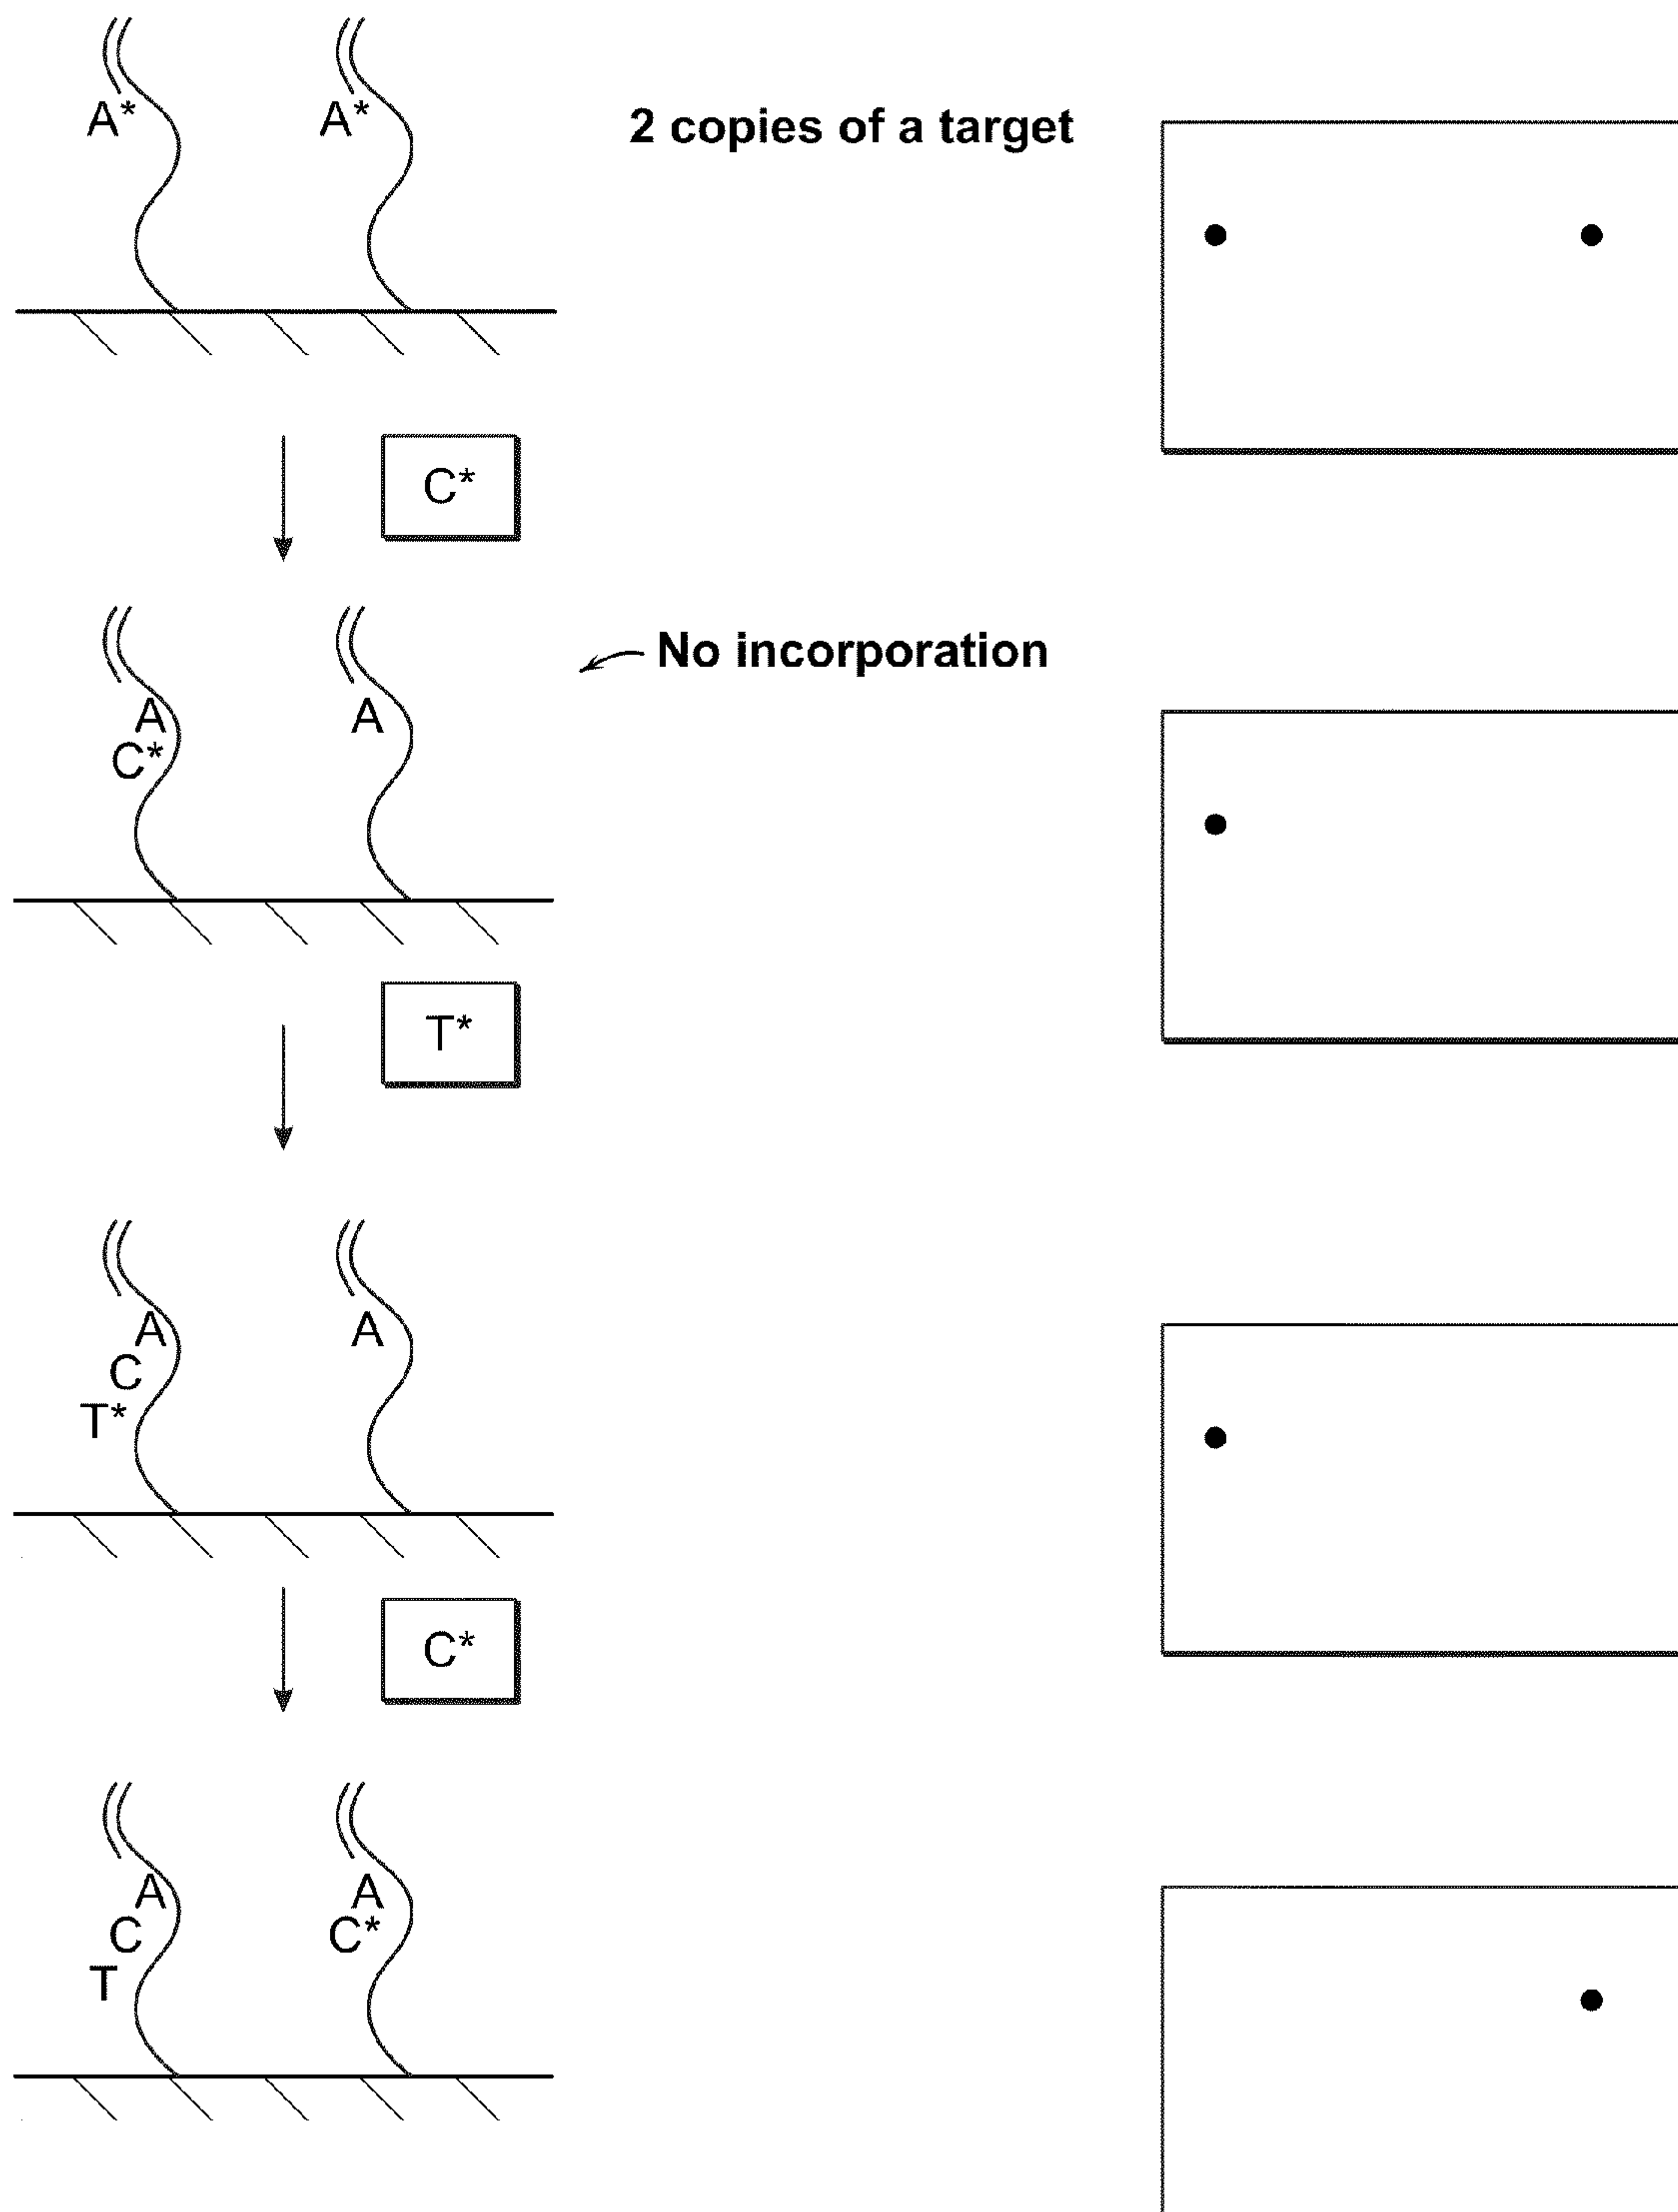 A* A* 2 copies of a target
C*
No incorporation
A A
C*
T*
A A
C
T*
C*
A A
C C*
T